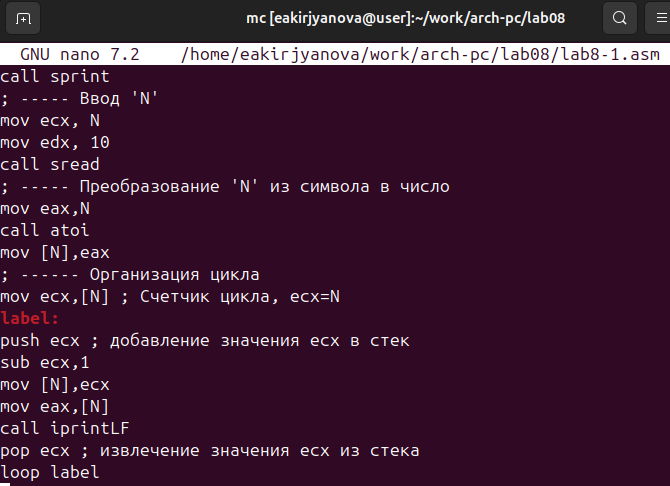 mc [eakirjyanova@user]:~/work/arch-pc/lab08
GNU nano 7.2 /home/eakirjyanova/work/arch-pc/lab08/lab8-1.asm
call sprint
; ----- Ввод 'N'
mov ecx, N
mov edx, 10
call sread
; ----- Преобразование 'N' из символа в число
mov eax,N
call atoi
mov [N],eax
; ------ Организация цикла
mov ecx,[N] ; Счетчик цикла, ecx=N
label:
push ecx ; добавление значения ecx в стек
sub ecx,1
mov [N],ecx
mov eax,[N]
call iprintLF
pop ecx ; извлечение значения ecx из стека
loop label